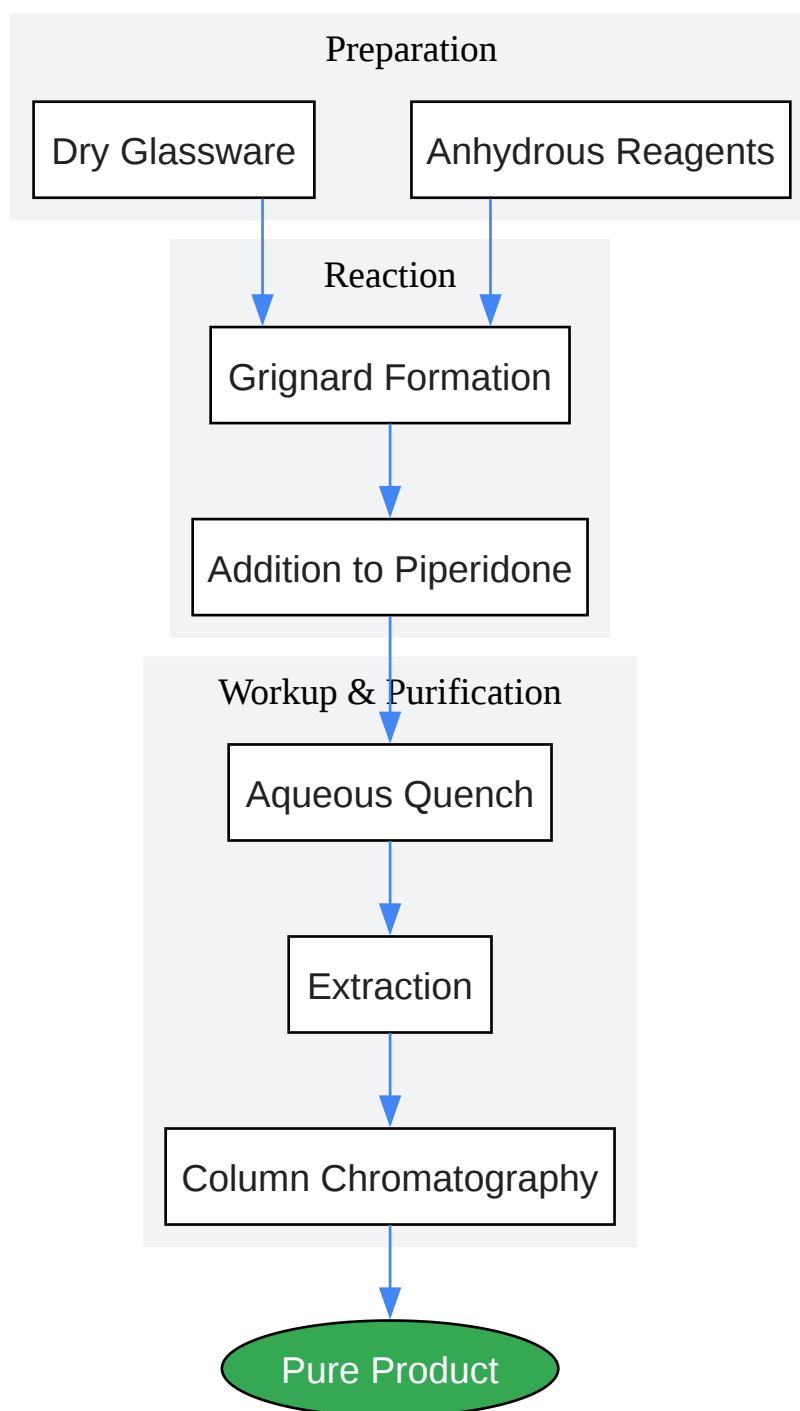 Preparation
Dry Glassware
Anhydrous Reagents
Reaction
Grignard Formation
Addition to Piperidone
Workup & Purification
Aqueous Quench
Extraction
Column Chromatography
Pure Product